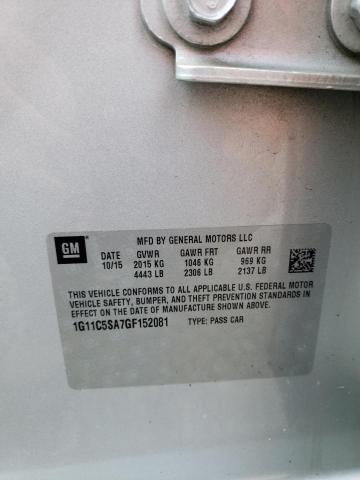 GM
MFD BY GENERAL MOTORS LLC
DATE GVWR GAWR FRT GAWR RR
10/15 2015 KG 1046 KG 969 KG
4443 LB 2306 LB 2137 LB
THIS VEHICLE CONFORMS TO ALL APPLICABLE U.S. FEDERAL MOTOR
VEHICLE SAFETY, BUMPER, AND THEFT PREVENTION STANDARDS IN
EFFECT ON THE DATE OF MANUFACTURE SHOWN ABOVE.
1G11C5SA7GF152081 TYPE: PASS CAR